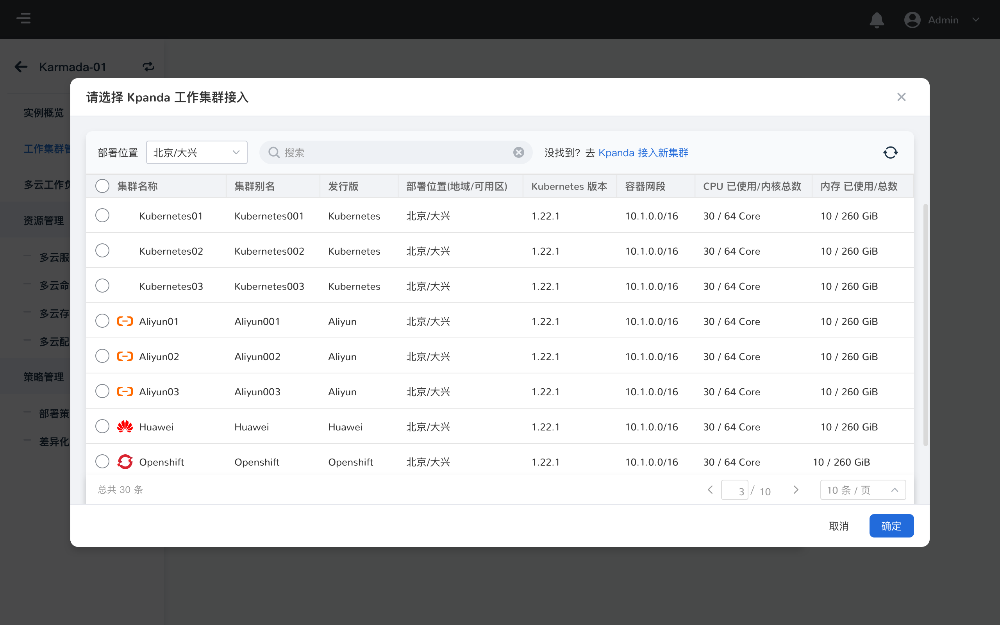 Admin
Karmada-01
请选择 Kpanda 工作集群接入
实例概览
工作集群管
多云工作负
资源管理
多云服
多云命
多云存
多云配
策略管理
部署策
差异化
部署位置 北京/大兴 搜索 没找到? 去 Kpanda 接入新集群
集群名称 集群别名 发行版 部署位置(地域/可用区) Kubernetes 版本 容器网段 CPU 已使用/内核总数 内存 已使用/总数
Kubernetes01 Kubernetes001 Kubernetes 北京/大兴 1.22.1 10.1.0.0/16 30 / 64 Core 10 / 260 GiB
Kubernetes02 Kubernetes002 Kubernetes 北京/大兴 1.22.1 10.1.0.0/16 30 / 64 Core 10 / 260 GiB
Kubernetes03 Kubernetes003 Kubernetes 北京/大兴 1.22.1 10.1.0.0/16 30 / 64 Core 10 / 260 GiB
Aliyun01 Aliyun001 Aliyun 北京/大兴 1.22.1 10.1.0.0/16 30 / 64 Core 10 / 260 GiB
Aliyun02 Aliyun002 Aliyun 北京/大兴 1.22.1 10.1.0.0/16 30 / 64 Core 10 / 260 GiB
Aliyun03 Aliyun003 Aliyun 北京/大兴 1.22.1 10.1.0.0/16 30 / 64 Core 10 / 260 GiB
Huawei Huawei Huawei 北京/大兴 1.22.1 10.1.0.0/16 30 / 64 Core 10 / 260 GiB
Openshift Openshift Openshift 北京/大兴 1.22.1 10.1.0.0/16 30 / 64 Core 10 / 260 GiB
总共 30 条 3 / 10 10 条 / 页
取消 确定